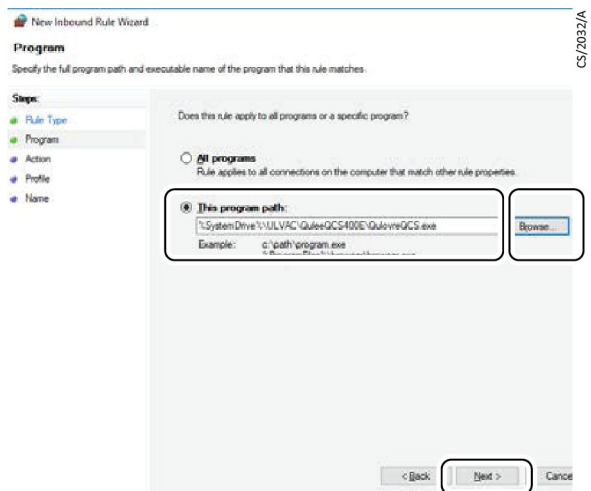 New Inbound Rule Wizard
CS/2032/A
Program
Specify the full program path and executable name of the program that this rule matches.
Steps:
Rule Type
Program
Action
Profile
Name
Does this rule apply to all programs or a specific program?
All programs
Rule applies to all connections on the computer that match other rule properties.
This program path:
%SystemDrive%\ULVAC\QuleeQCS400E\QulovreQCS.exe
Browse...
Example: c:\path\program.exe
< Back
Next >
Cance